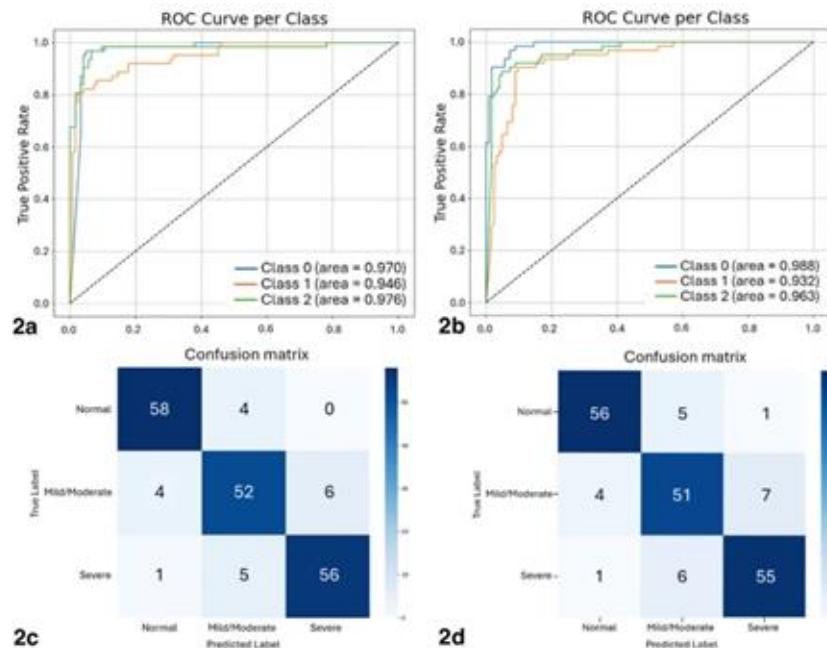 ROC Curve per Class
1.0
0.8
0.6
0.4
0.2
0.0
True Positive Rate
Class 0 (area = 0.970)
Class 1 (area = 0.946)
Class 2 (area = 0.976)
0.0 0.2 0.4 0.6 0.8 1.0
2a
ROC Curve per Class
1.0
0.8
0.6
0.4
0.2
0.0
True Positive Rate
Class 0 (area = 0.988)
Class 1 (area = 0.932)
Class 2 (area = 0.963)
0.0 0.2 0.4 0.6 0.8 1.0
2b
Confusion matrix
True Label
Normal 58 4 0
Mild/Moderate 4 52 6
Severe 1 5 56
Normal Mild/Moderate Severe
Predicted Label
2c
Confusion matrix
True Label
Normal 56 5 1
Mild/Moderate 4 51 7
Severe 1 6 55
Normal Mild/Moderate Severe
Predicted Label
2d